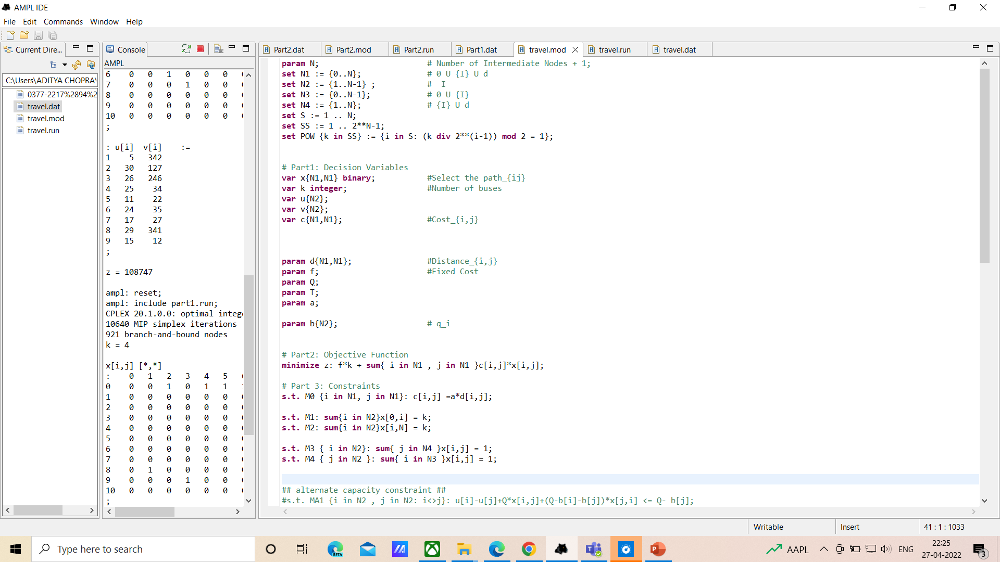 AMPL IDE
File Edit Commands Window Help
Current Dire...
C:\Users\ADITYA CHOPRA\
0377-2217%2894%2
travel.dat
travel.mod
travel.run
Console
AMPL
6 0 0 1 0 0 0
7 0 0 0 1 0 0
8 0 0 0 0 0 0
9 0 0 0 0 0 0
10 0 0 0 0 0 0
;
: u[i] v[i] :=
1 5 342
2 30 127
3 26 246
4 25 34
5 11 22
6 24 35
7 17 27
8 29 341
9 15 12
;
z = 108747
ampl: reset;
ampl: include part1.run;
CPLEX 20.1.0.0: optimal intege
10640 MIP simplex iterations
921 branch-and-bound nodes
k = 4
x[i,j] [*,*]
: 0 1 2 3 4 5
0 0 0 1 0 1 1
1 0 0 0 0 0 0
2 0 0 0 0 0 0
3 0 0 0 0 0 0
4 0 0 0 0 0 0
5 0 0 0 0 0 0
6 0 0 0 0 0 0
7 0 0 0 0 0 0
8 0 1 0 0 0 0
9 0 0 0 1 0 0
10 0 0 0 0 0 0
;
Part2.dat Part2.mod Part2.run Part1.dat travel.mod travel.run travel.dat
param N; # Number of Intermediate Nodes + 1;
set N1 := {0..N}; # 0 U {I} U d
set N2 := {1..N-1} ; # I
set N3 := {0..N-1}; # 0 U {I}
set N4 := {1..N}; # {I} U d
set S := 1 .. N;
set SS := 1 .. 2**N-1;
set POW {k in SS} := {i in S: (k div 2**(i-1)) mod 2 = 1};
# Part1: Decision Variables
var x{N1,N1} binary; #Select the path_{ij}
var k integer; #Number of buses
var u{N2};
var v{N2};
var c{N1,N1}; #Cost_{i,j}
param d{N1,N1}; #Distance_{i,j}
param f; #Fixed Cost
param Q;
param T;
param a;
param b{N2}; # q_i
# Part2: Objective Function
minimize z: f*k + sum{ i in N1 , j in N1 }c[i,j]*x[i,j];
# Part 3: Constraints
s.t. M0 {i in N1, j in N1}: c[i,j] =a*d[i,j];
s.t. M1: sum{i in N2}x[0,i] = k;
s.t. M2: sum{i in N2}x[i,N] = k;
s.t. M3 { i in N2}: sum{ j in N4 }x[i,j] = 1;
s.t. M4 { j in N2 }: sum{ i in N3 }x[i,j] = 1;
## alternate capacity constraint ##
#s.t. MA1 {i in N2 , j in N2: i<>j}: u[i]-u[j]+Q*x[i,j]+(Q-b[i]-b[j])*x[j,i] <= Q- b[j];
Writable Insert 41 : 1 : 1033
Type here to search
BETA
AAPL
ENG
22:25
27-04-2022
3